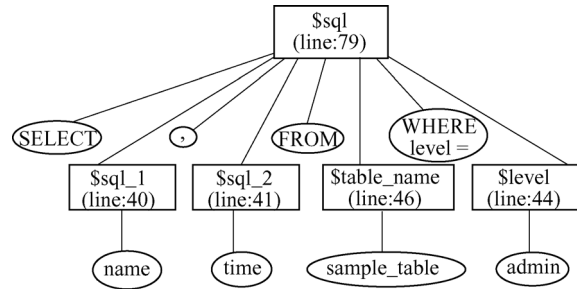 $sql
(line:79)
SELECT
,
FROM
WHERE
level =
$sql_1
(line:40)
$sql_2
(line:41)
$table_name
(line:46)
$level
(line:44)
name
time
sample_table
admin